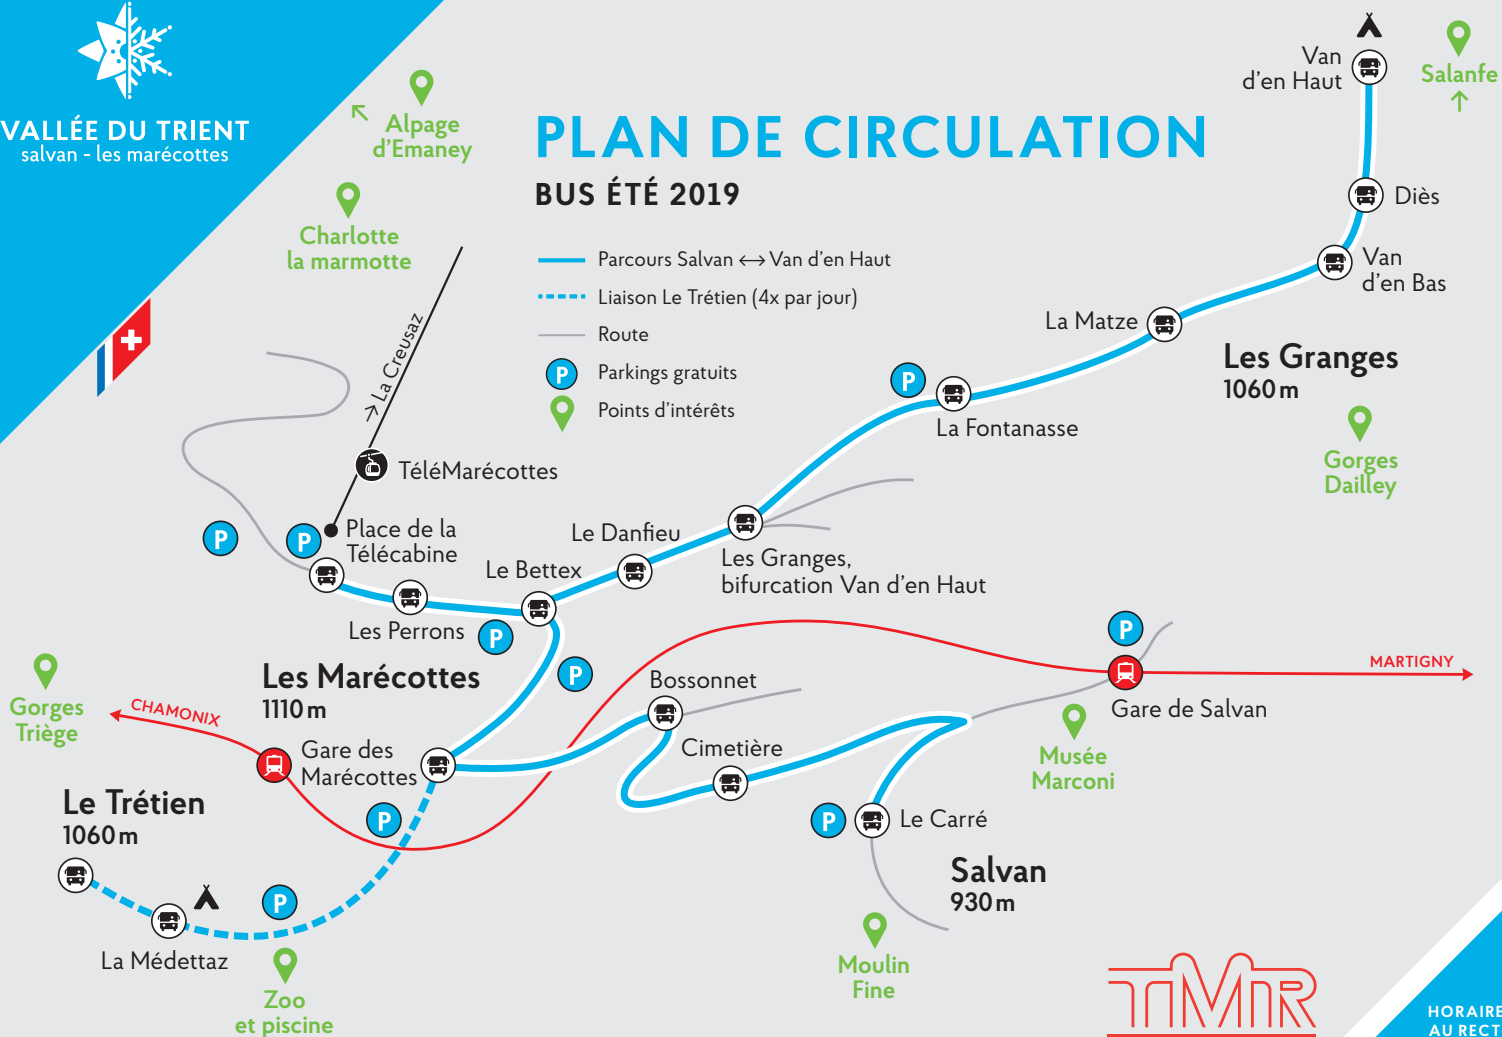 VALLÉE DU TRIENT
salvan - les marécottes
PLAN DE CIRCULATION
BUS ÉTÉ 2019
Parcours Salvan ↔ Van d'en Haut
Liaison Le Trétien (4x par jour)
Route
P Parkings gratuits
Points d'intérêts
Alpage
d'Emaney
Charlotte
la marmotte
Van
d'en Haut
Salanfe
Diès
Van
d'en Bas
La Matze
Les Granges
1060 m
P
La Fontanasse
Gorges
Dailley
→ La Creusaz
TéléMarécottes
P
P
Place de la
Télécabine
Le Danfieu
Les Granges,
bifurcation Van d'en Haut
Le Bettex
Les Perrons
P
P
Les Marécottes
1110 m
P
MARTIGNY
Gare de Salvan
Bossonnet
Gorges
Triège
CHAMONIX
Gare des
Marécottes
Cimetière
Musée
Marconi
Le Trétien
1060 m
P
P
Le Carré
Salvan
930 m
P
La Médettaz
Zoo
et piscine
Moulin
Fine
TMR
HORAIRE
AU RECT